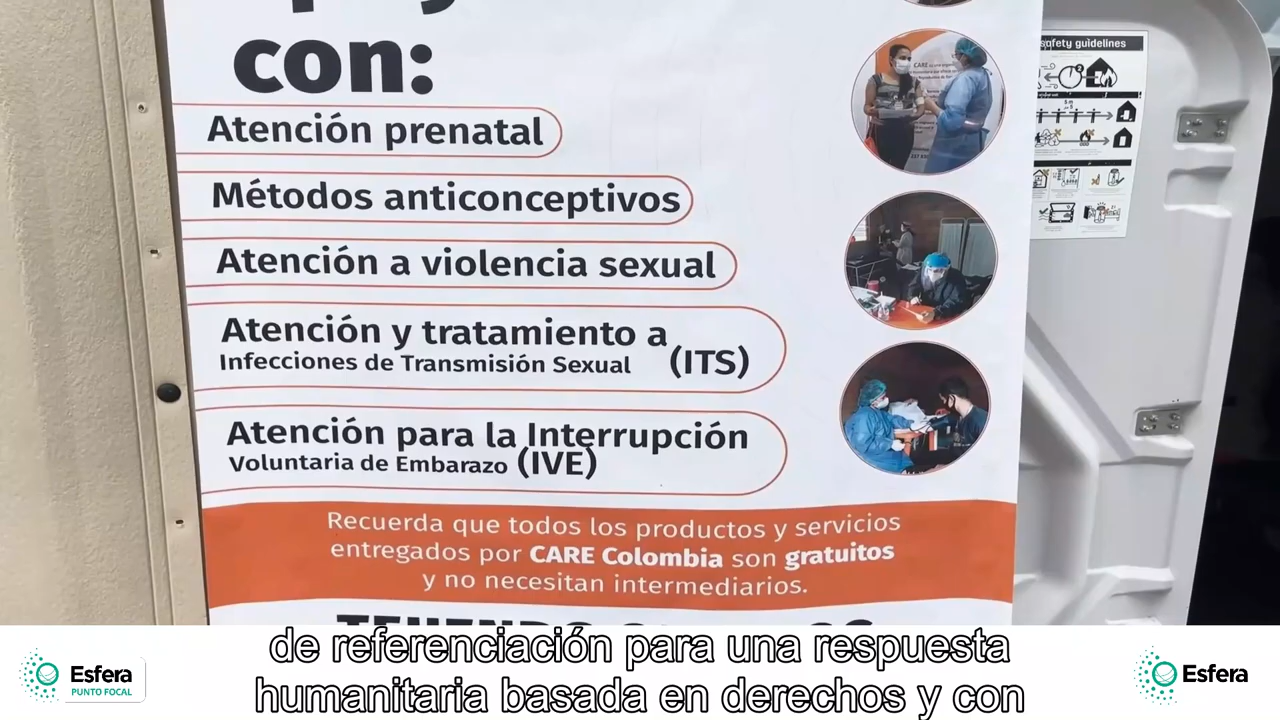 con:
Atención prenatal
Métodos anticonceptivos
Atención a violencia sexual
Atención y tratamiento a
Infecciones de Transmisión Sexual (ITS)
Atención para la Interrupción
Voluntaria de Embarazo (IVE)
Recuerda que todos los productos y servicios
entregados por CARE Colombia son gratuitos
y no necesitan intermediarios.
safety guidelines
CARE
de referenciación para una respuesta
humanitaria basada en derechos y con
Esfera
PUNTO FOCAL
Esfera